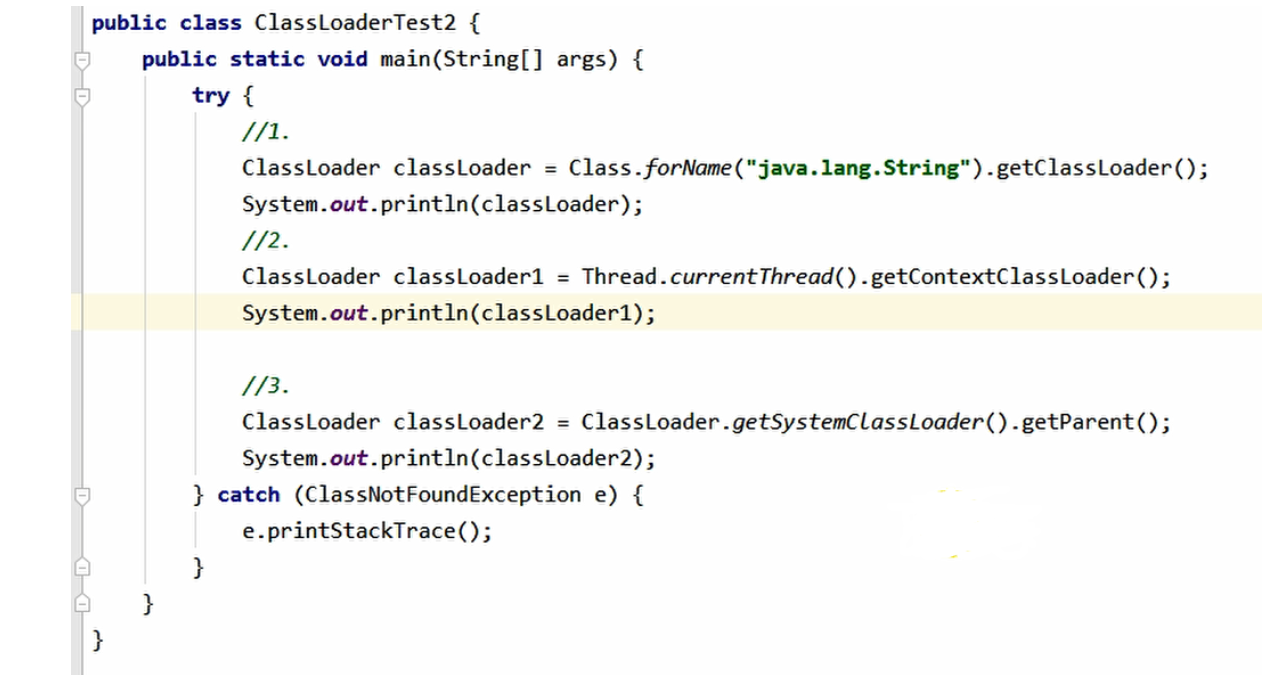 public class ClassLoaderTest2 {
    public static void main(String[] args) {
        try {
            //1.
            ClassLoader classLoader = Class.forName("java.lang.String").getClassLoader();
            System.out.println(classLoader);
            //2.
            ClassLoader classLoader1 = Thread.currentThread().getContextClassLoader();
            System.out.println(classLoader1);
            //3.
            ClassLoader classLoader2 = ClassLoader.getSystemClassLoader().getParent();
            System.out.println(classLoader2);
        } catch (ClassNotFoundException e) {
            e.printStackTrace();
        }
    }
}